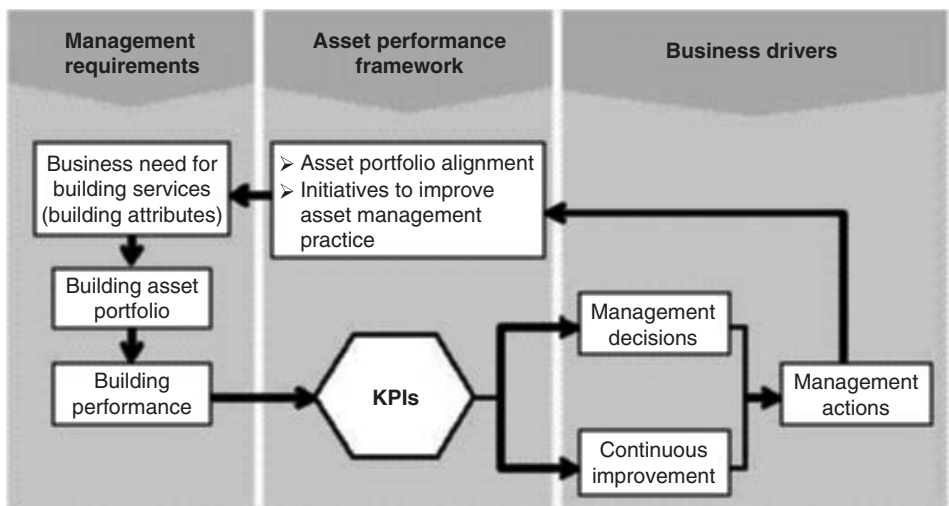 Management
requirements
Asset performance
framework
Business drivers
Business need for
building services
(building attributes)
➢ Asset portfolio alignment
➢ Initiatives to improve
asset management
practice
Building asset
portfolio
Building
performance
KPIs
Management
decisions
Continuous
improvement
Management
actions